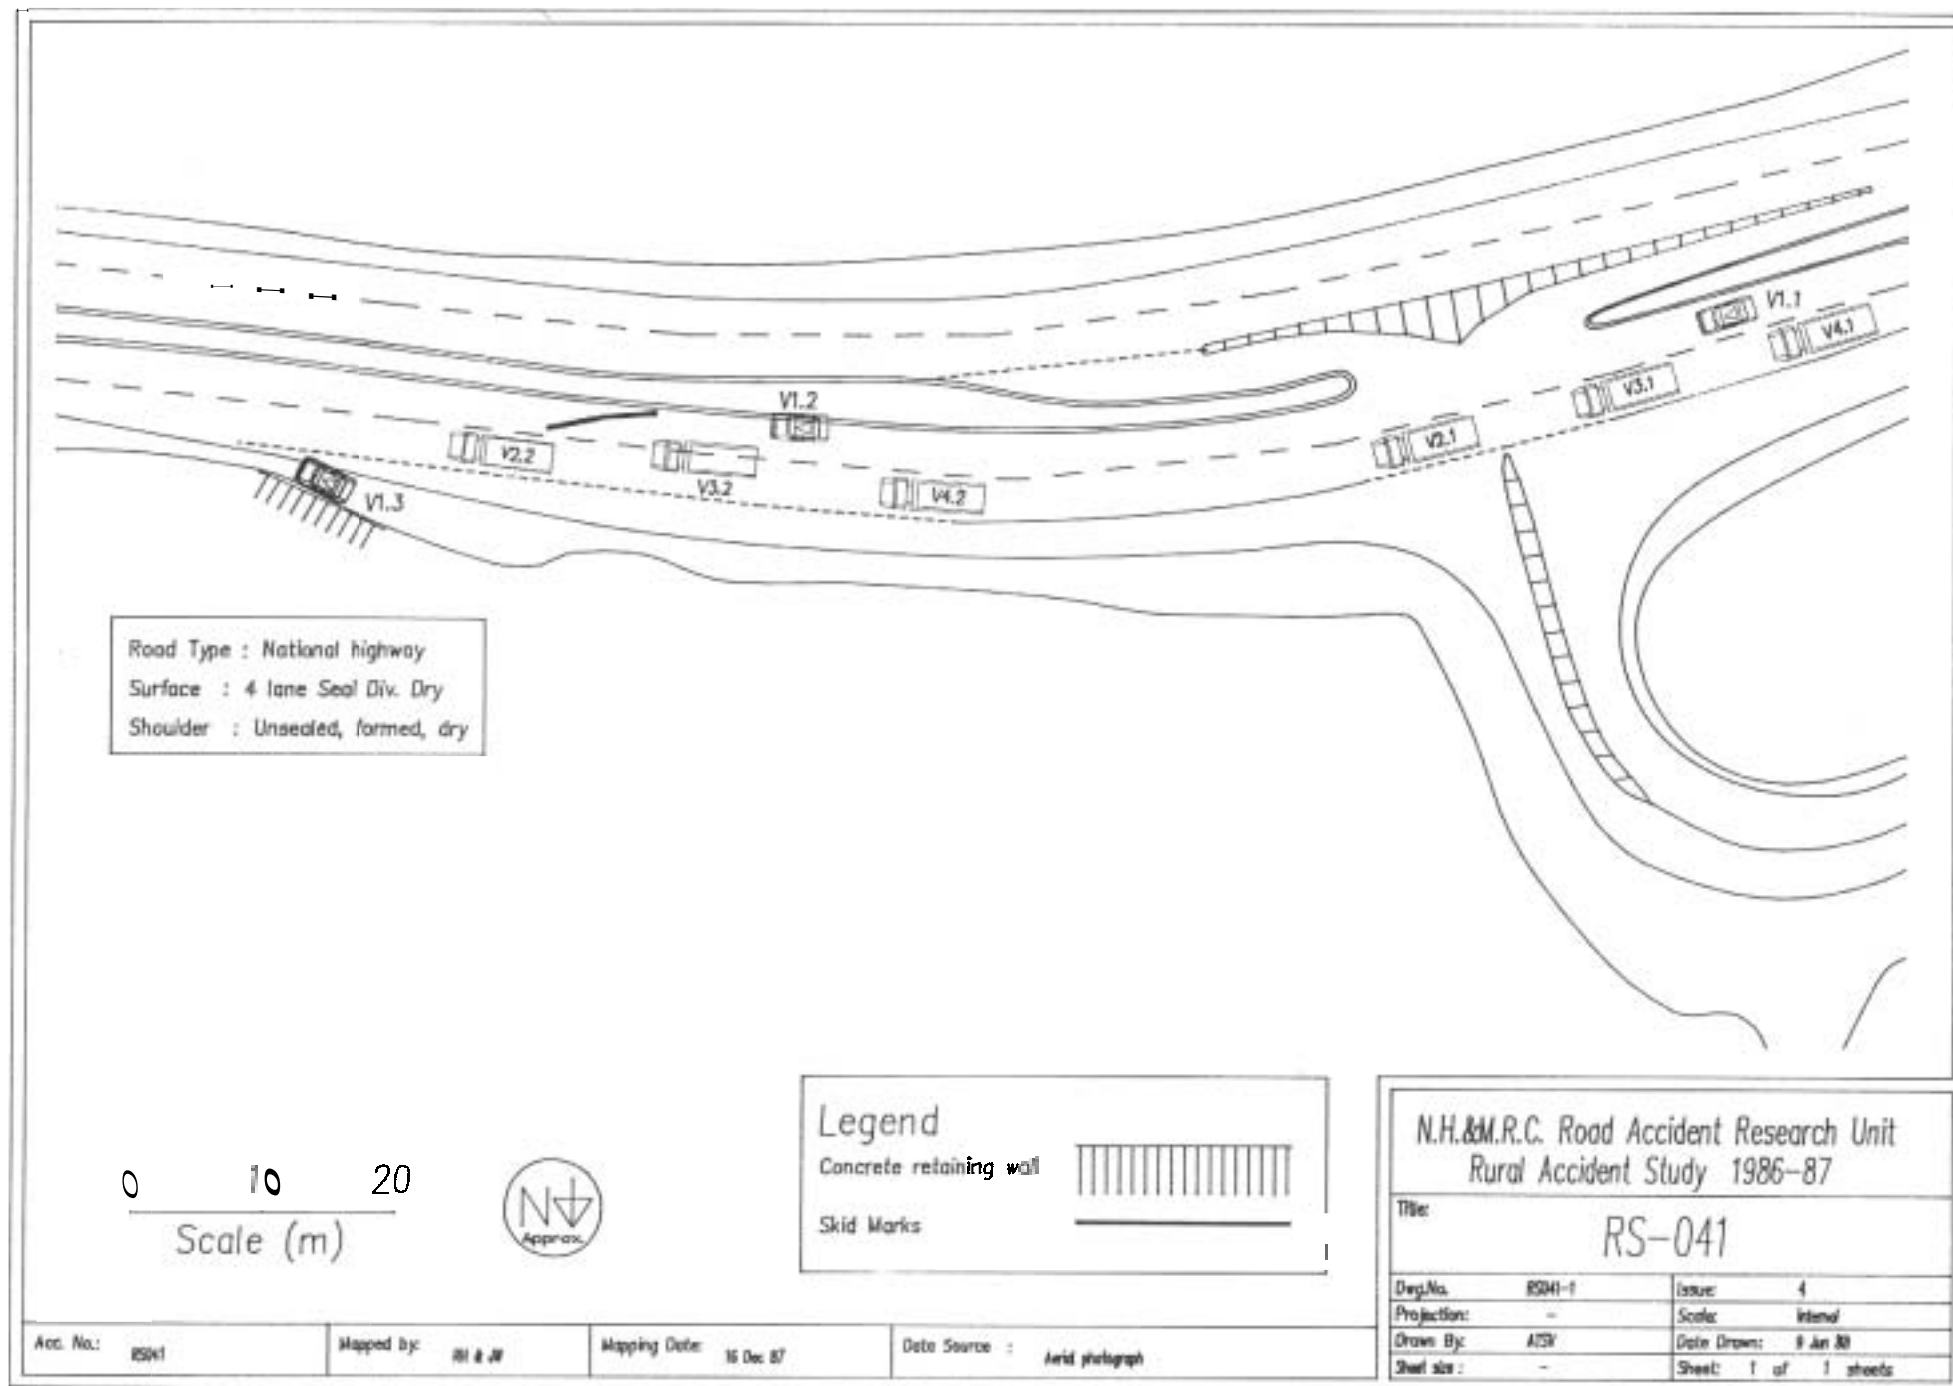 V1.1
V4.1
V3.1
V2.1
V1.2
V2.2
V3.2
V4.2
V1.3
Road Type : National highway
Surface : 4 lane Seal Div. Dry
Shoulder : Unsealed, formed, dry
0 10 20
Scale (m)
N
Approx.
Legend
Concrete retaining wall
Skid Marks
N.H.&M.R.C. Road Accident Research Unit
Rural Accident Study 1986-87
Title:
RS-041
Dwg.No. RS041-1 Issue: 4
Projection: - Scale: Internal
Drawn By: Date Drawn: 9 Jun
Sheet size : - Sheet: 1 of 1 sheets
Acc. No.: RS041 Mapped by: Mapping Date: 16 Dec 87 Data Source : Aerial photograph